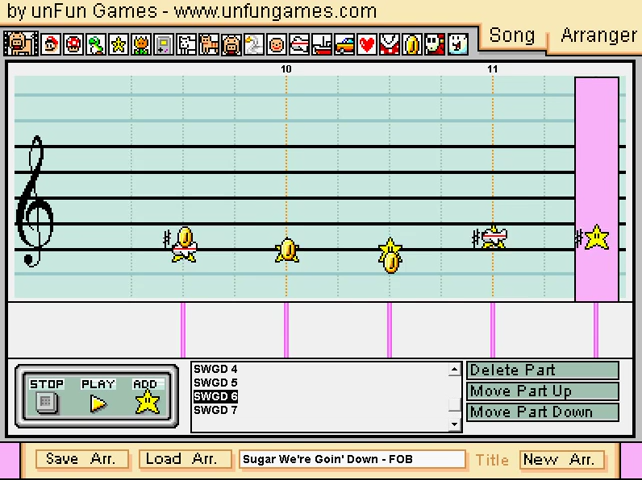 by unFun Games - www.unfungames.com
Song
Arranger
10
11
SWGD 4
SWGD 5
SWGD 6
SWGD 7
STOP
PLAY
ADD
Delete Part
Move Part Up
Move Part Down
Save Arr.
Load Arr.
Sugar We're Goin' Down - FOB
Title
New Arr.